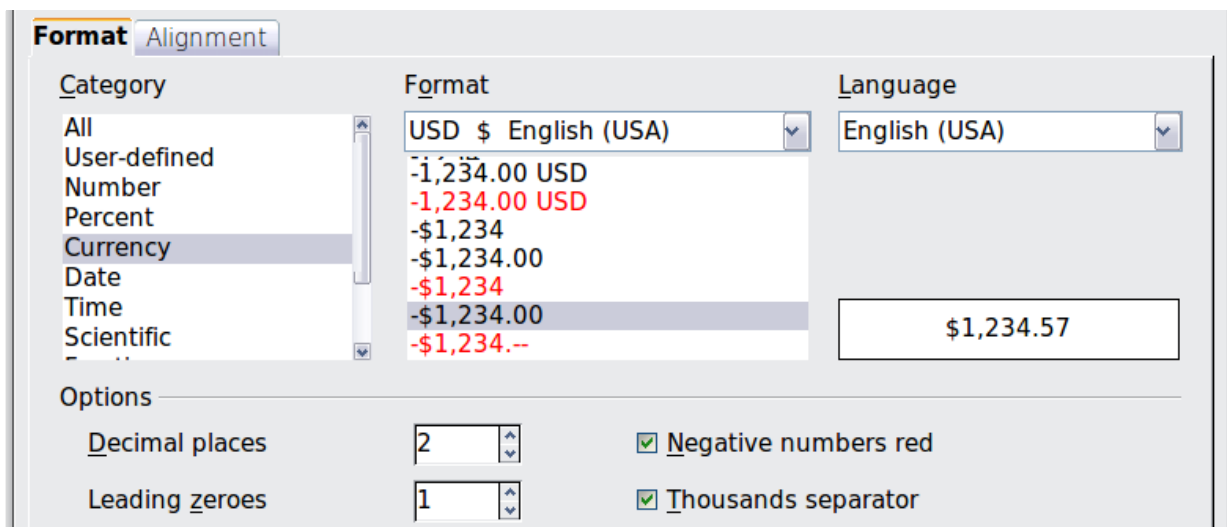 Format Alignment
Category
All
User-defined
Number
Percent
Currency
Date
Time
Scientific
Format
USD $ English (USA)
-1,234.00 USD
-1,234.00 USD
-$1,234
-$1,234.00
-$1,234
-$1,234.00
-$1,234.--
Language
English (USA)
$1,234.57
Options
Decimal places 2
Negative numbers red
Leading zeroes 1
Thousands separator